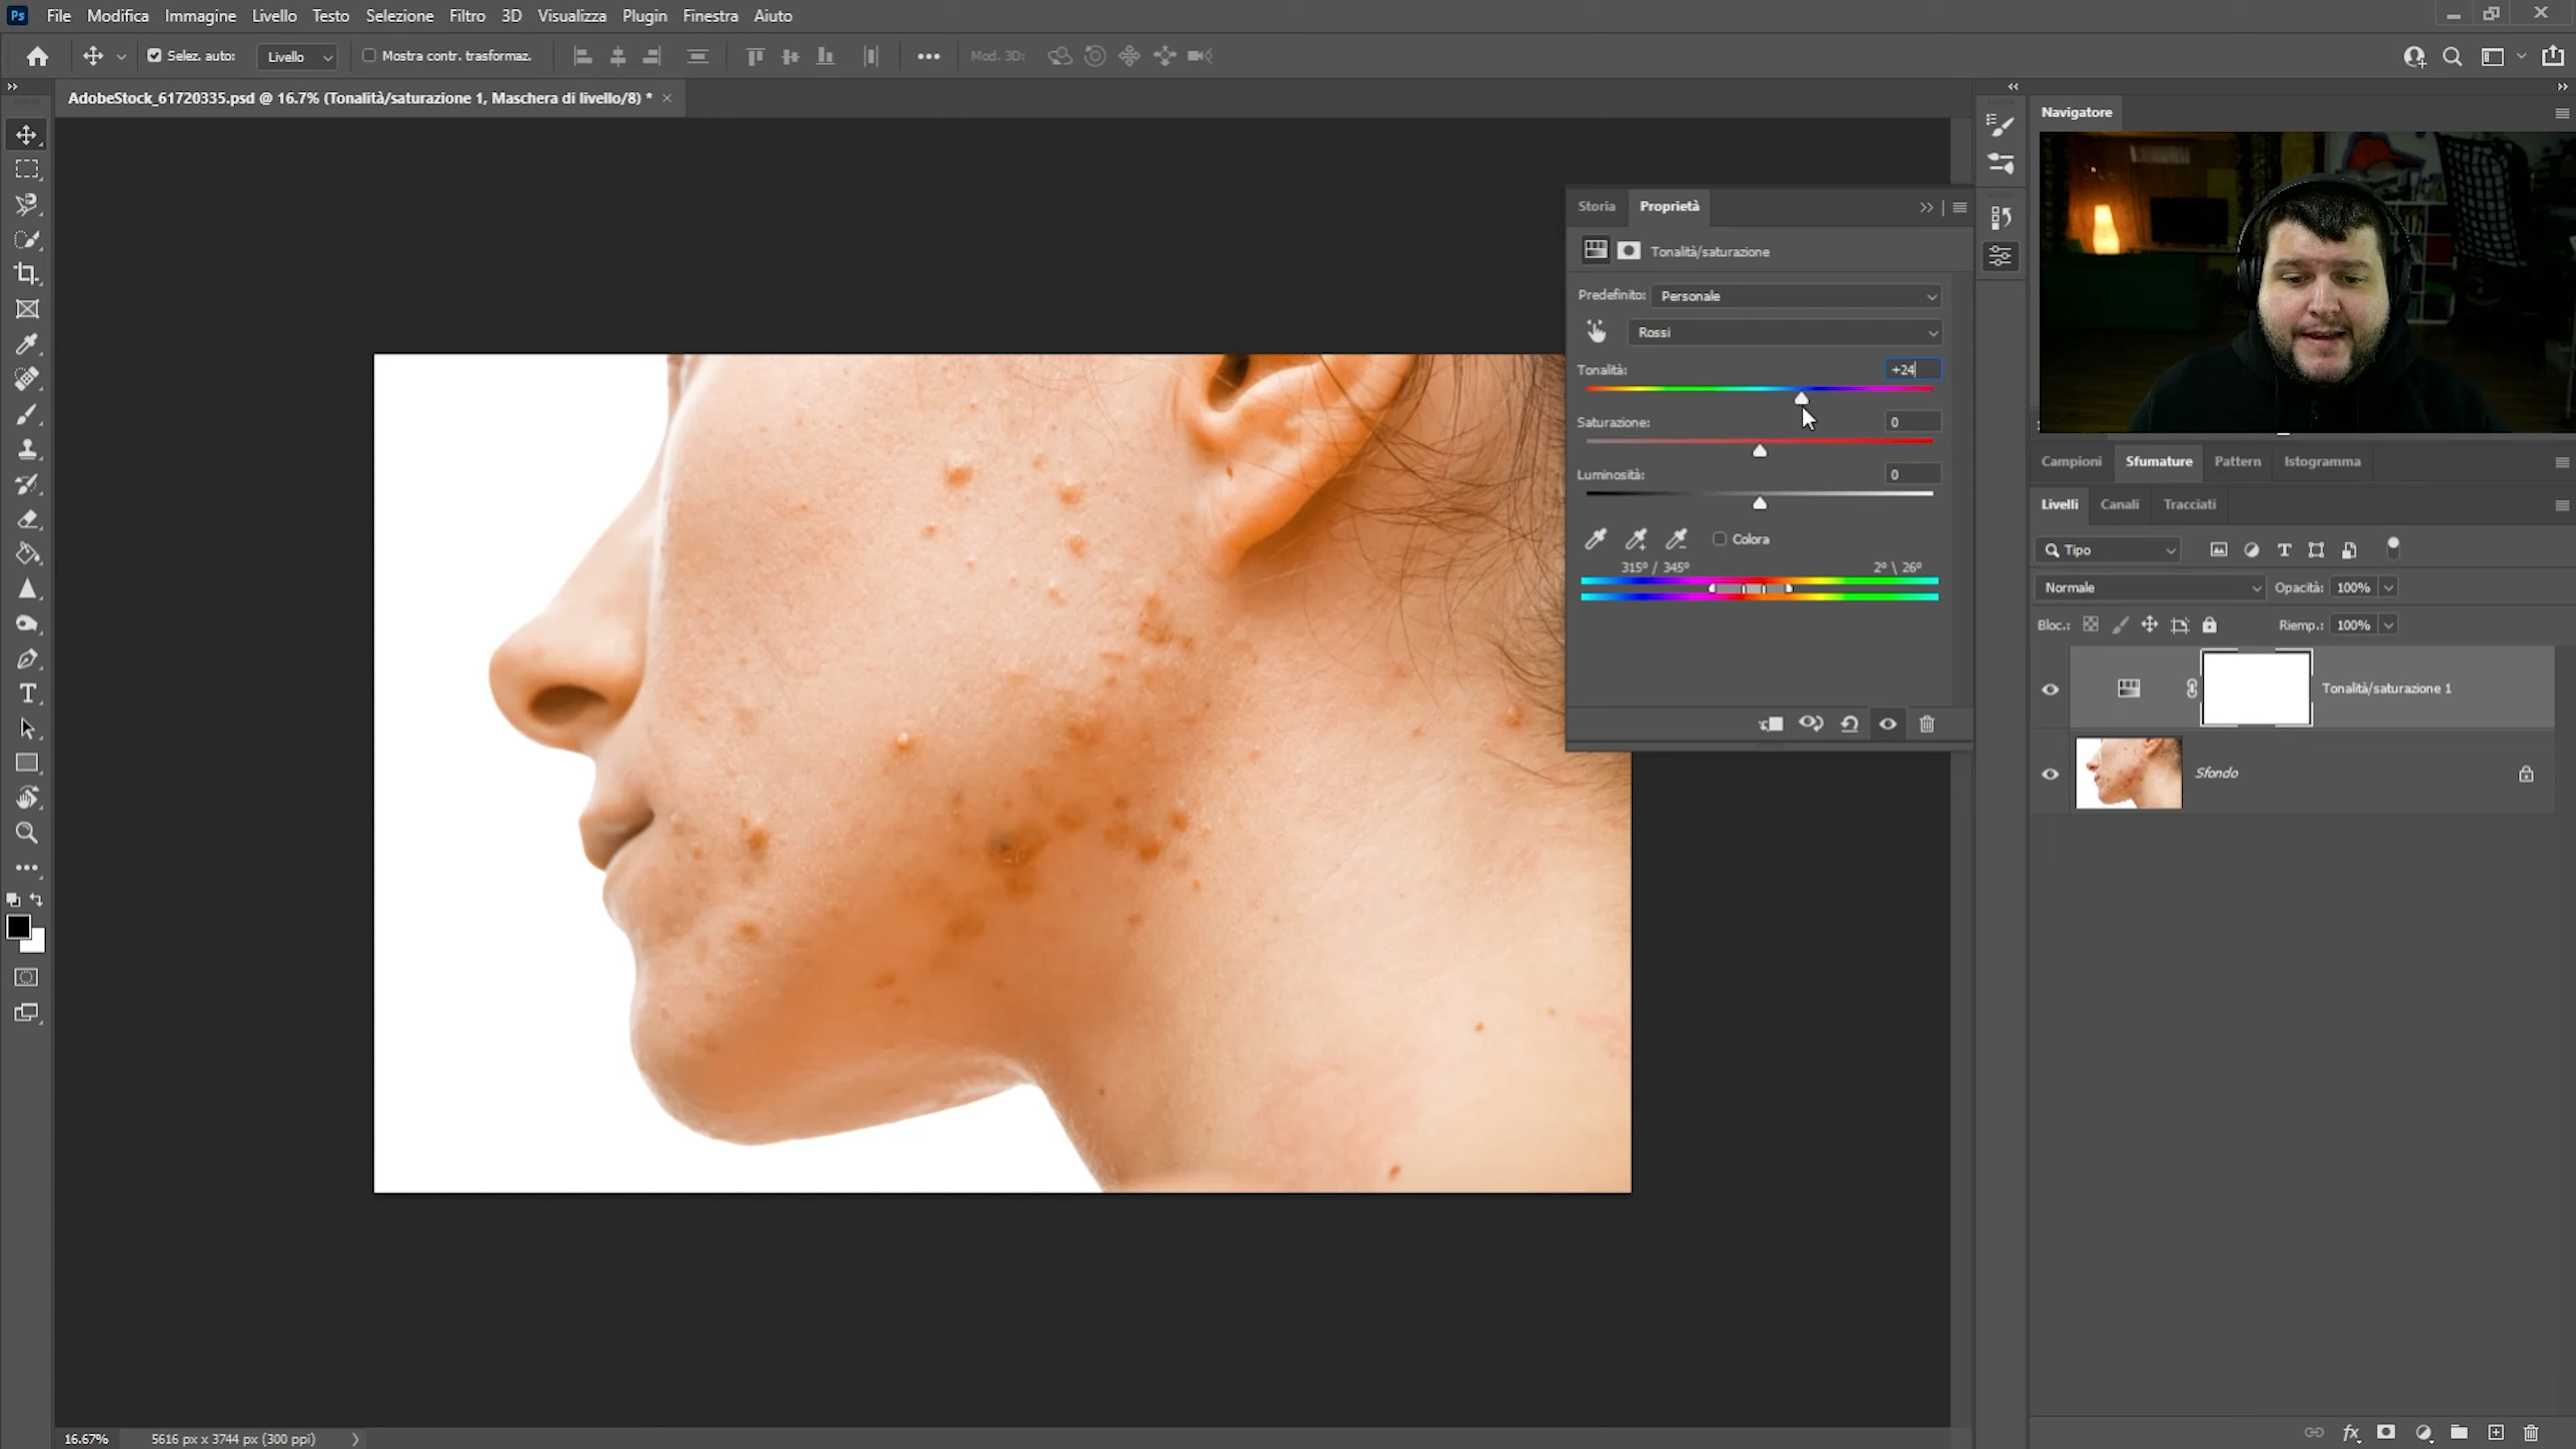 Ps File Modifica Immagine Livello Testo Selezione Filtro 3D Visualizza Plugin Finestra Aiuto
Selez. auto: Livello Mostra contr. trasformaz. Mod. 3D:
AdobeStock_61720335.psd @ 16.7% (Tonalità/saturazione 1, Maschera di livello/8) *
Navigatore
Storia Proprietà
Tonalità/saturazione
Predefinito: Personale
Rossi
Tonalità: +24
Saturazione: 0
Luminosità: 0
Colora
315° / 345° 2° \ 26°
Campioni Sfumature Pattern Istogramma
Livelli Canali Tracciati
Tipo
Normale Opacità: 100%
Bloc.: Riemp.: 100%
Tonalità/saturazione 1
Sfondo
16.67% 5616 px x 3744 px (300 ppi)